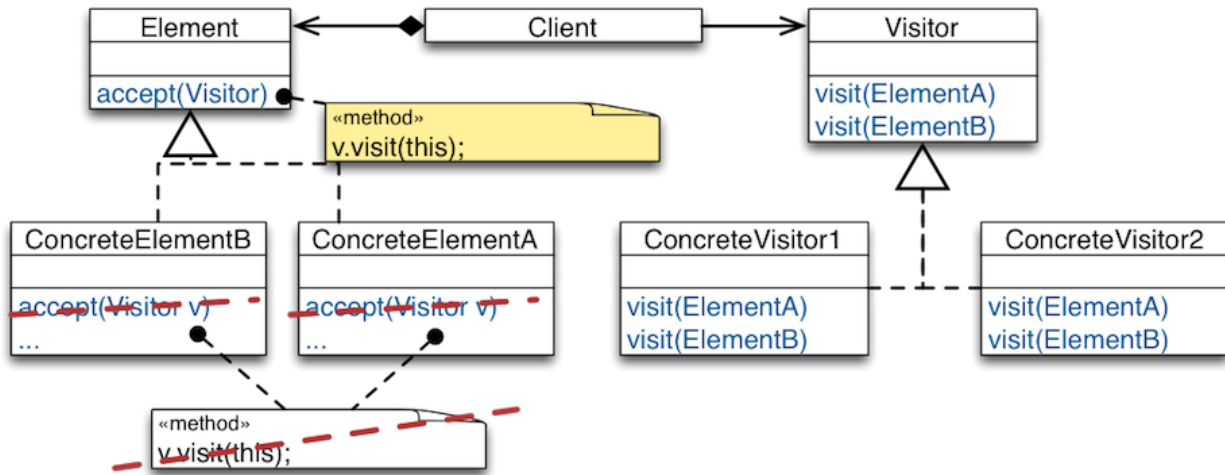 Element
Client
Visitor
accept(Visitor)
visit(ElementA)
visit(ElementB)
«method»
v.visit(this);
ConcreteElementB
ConcreteElementA
ConcreteVisitor1
ConcreteVisitor2
accept(Visitor v)
...
accept(Visitor v)
...
visit(ElementA)
visit(ElementB)
visit(ElementA)
visit(ElementB)
«method»
v.visit(this);